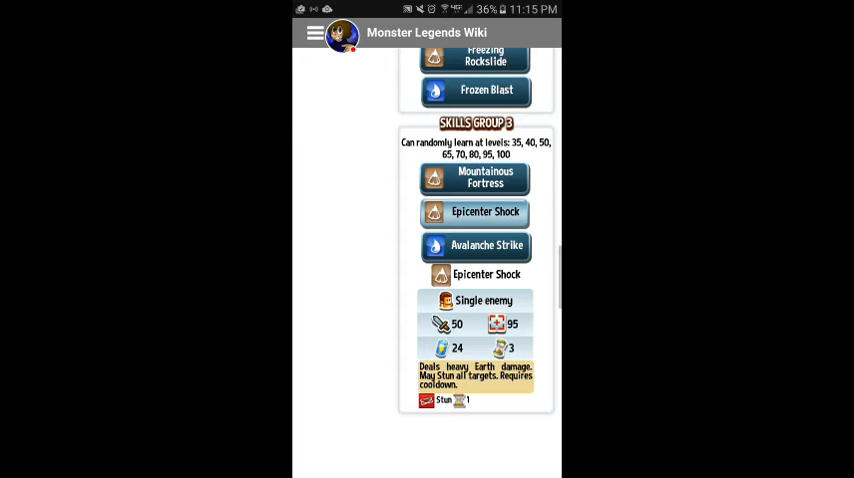 36% 11:15 PM
Monster Legends Wiki
Freezing
Rockslide
Frozen Blast
SKILLS GROUP 3
Can randomly learn at levels: 35, 40, 50,
65, 70, 80, 95, 100
Mountainous
Fortress
Epicenter Shock
Avalanche Strike
Epicenter Shock
Single enemy
50 95
24 3
Deals heavy Earth damage.
May Stun all targets. Requires
cooldown.
Stun 1